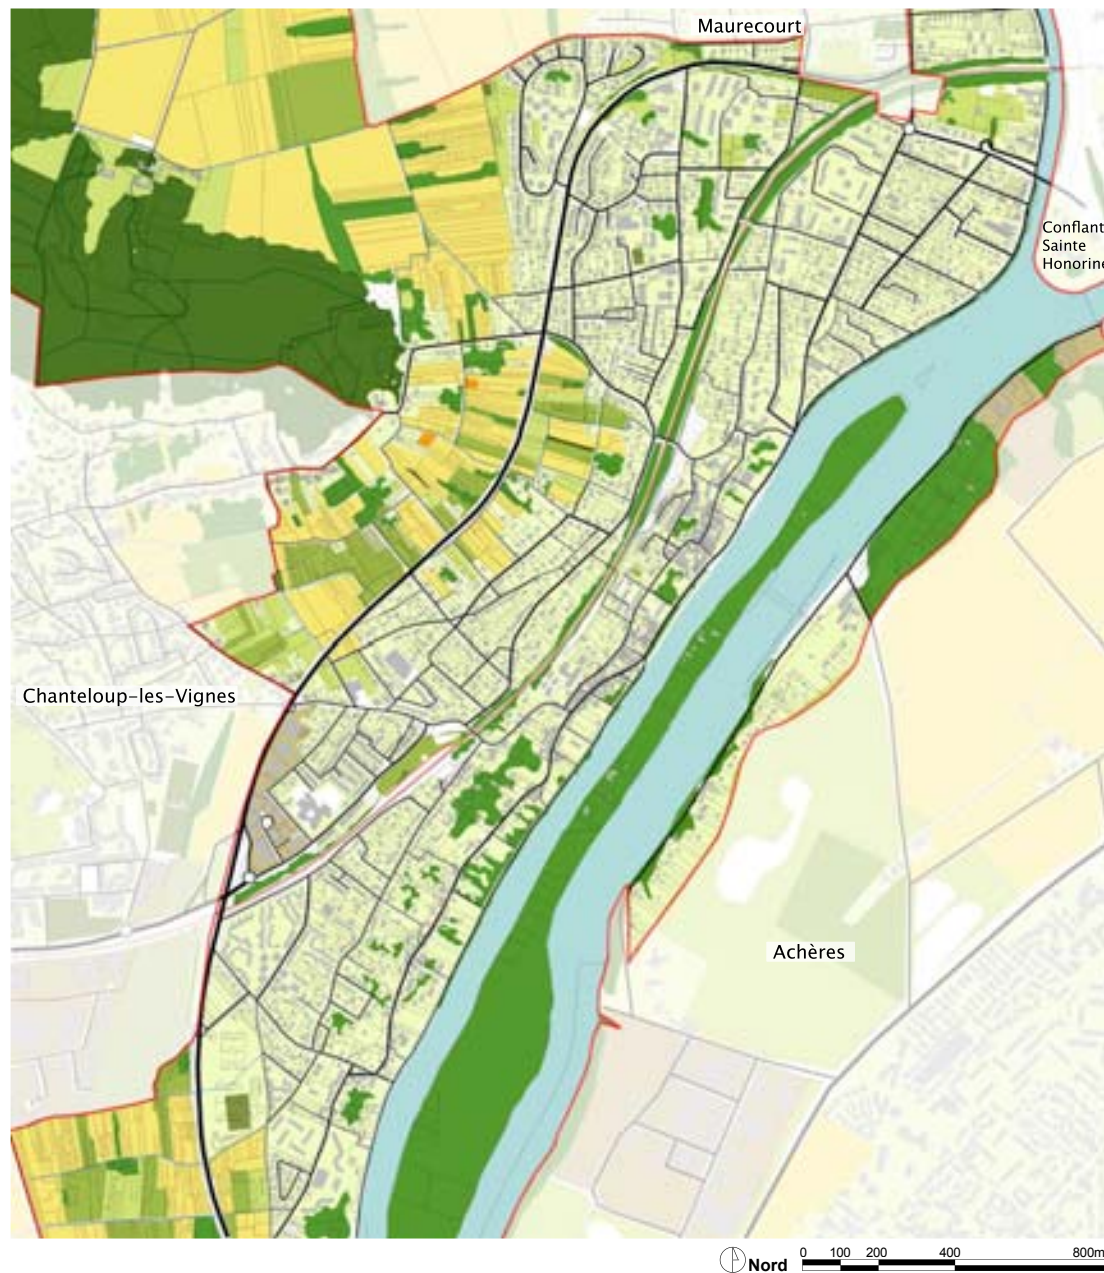 Maurecourt
Conflant
Sainte
Honorine
Chanteloup-les-Vignes
Achères
Nord
0 100 200 400 800m